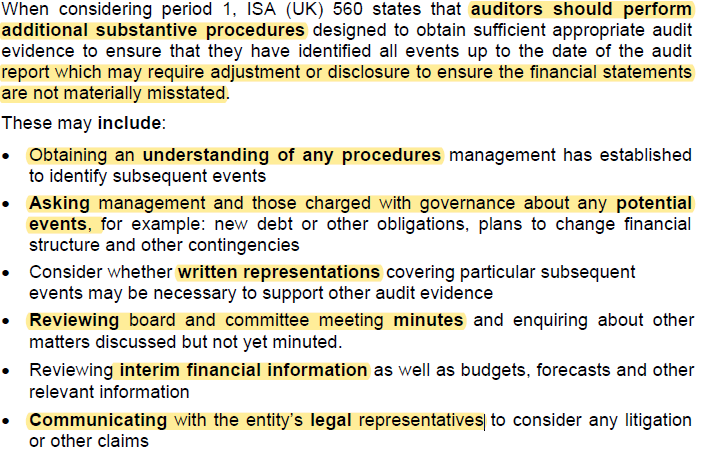 When considering period 1, ISA (UK) 560 states that auditors should perform
additional substantive procedures designed to obtain sufficient appropriate audit
evidence to ensure that they have identified all events up to the date of the audit
report which may require adjustment or disclosure to ensure the financial statements
are not materially misstated.
These may include:
• Obtaining an understanding of any procedures management has established
to identify subsequent events
• Asking management and those charged with governance about any potential
events, for example: new debt or other obligations, plans to change financial
structure and other contingencies
• Consider whether written representations covering particular subsequent
events may be necessary to support other audit evidence
• Reviewing board and committee meeting minutes and enquiring about other
matters discussed but not yet minuted.
• Reviewing interim financial information as well as budgets, forecasts and other
relevant information
• Communicating with the entity's legal representatives to consider any litigation
or other claims